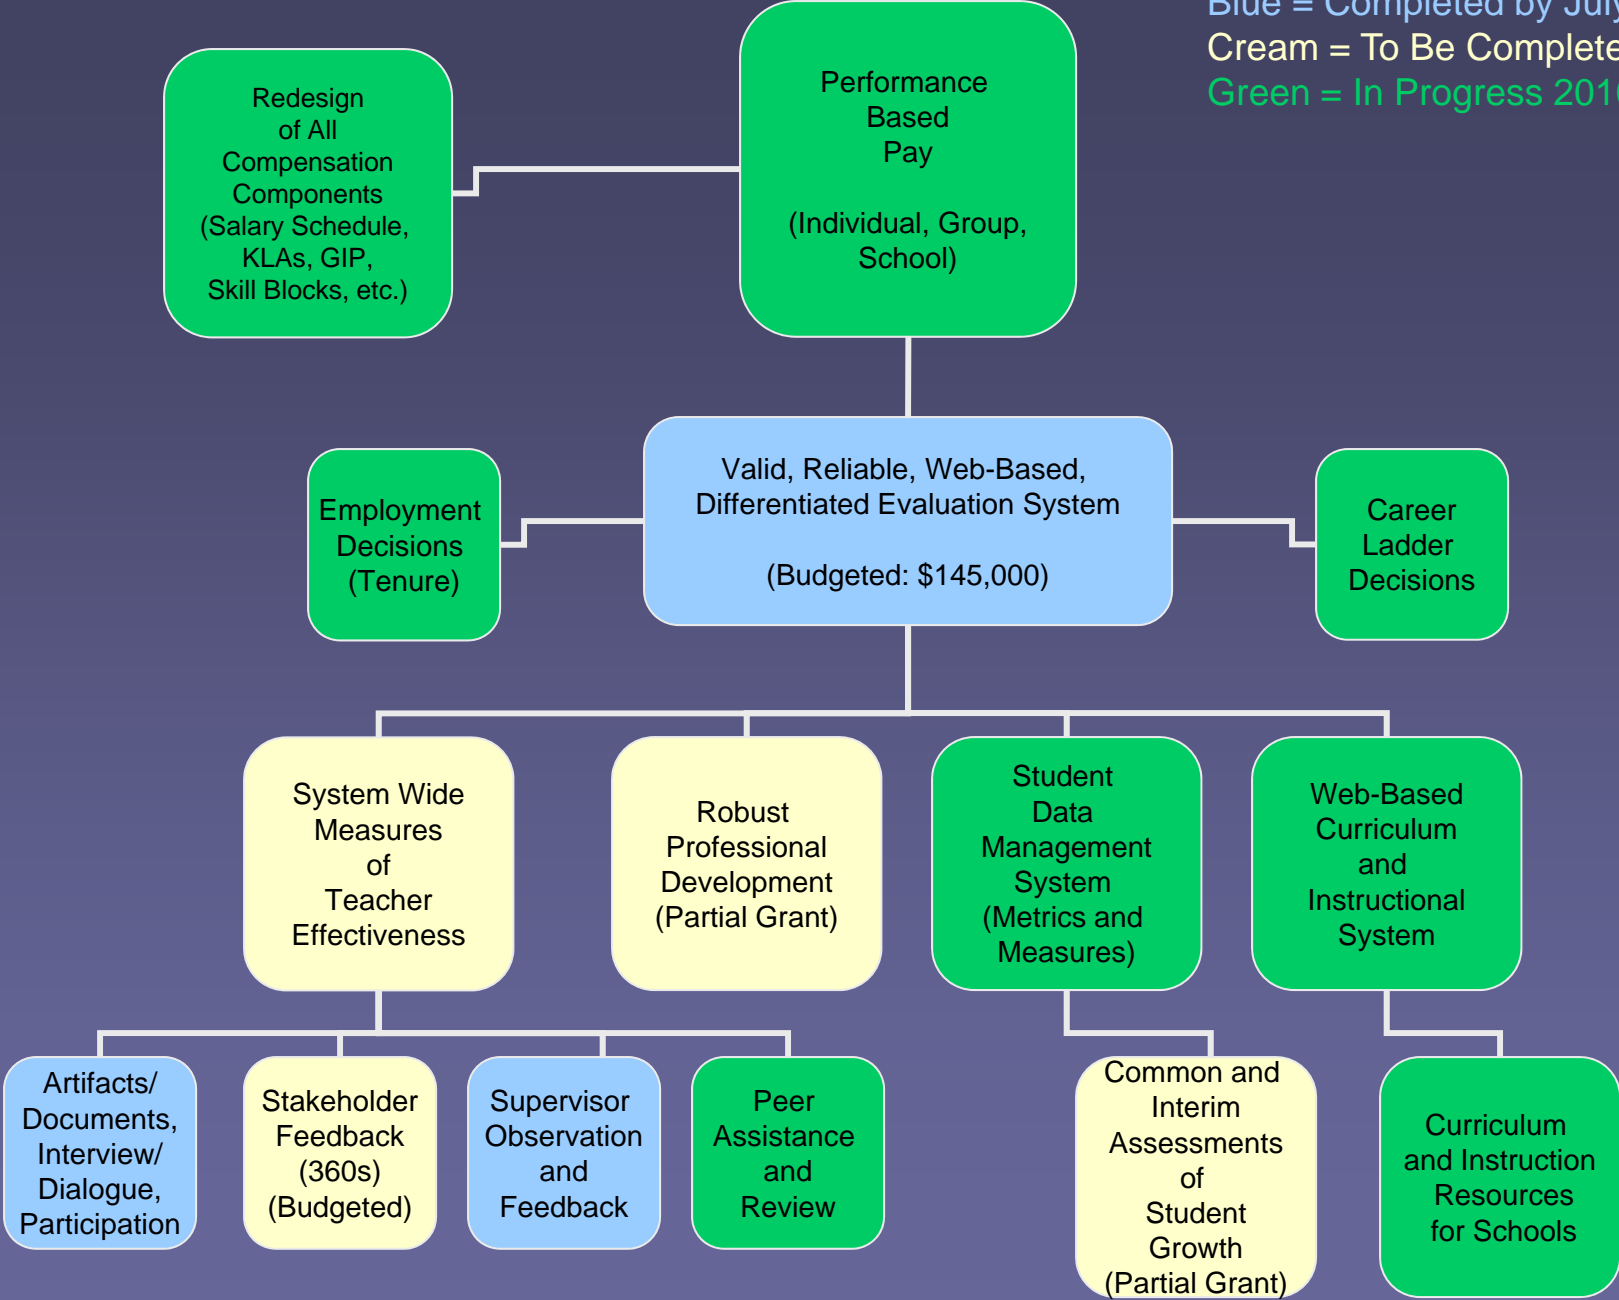 Blue = Completed by July
Cream = To Be Complete
Green = In Progress 201
Redesign
of All
Compensation
Components
(Salary Schedule,
KLAs, GIP,
Skill Blocks, etc.)
Performance
Based
Pay
(Individual, Group,
School)
Employment
Decisions
(Tenure)
Valid, Reliable, Web-Based,
Differentiated Evaluation System
(Budgeted: $145,000)
Career
Ladder
Decisions
System Wide
Measures
of
Teacher
Effectiveness
Robust
Professional
Development
(Partial Grant)
Student
Data
Management
System
(Metrics and
Measures)
Web-Based
Curriculum
and
Instructional
System
Artifacts/
Documents,
Interview/
Dialogue,
Participation
Stakeholder
Feedback
(360s)
(Budgeted)
Supervisor
Observation
and
Feedback
Peer
Assistance
and
Review
Common and
Interim
Assessments
of
Student
Growth
(Partial Grant)
Curriculum
and Instruction
Resources
for Schools